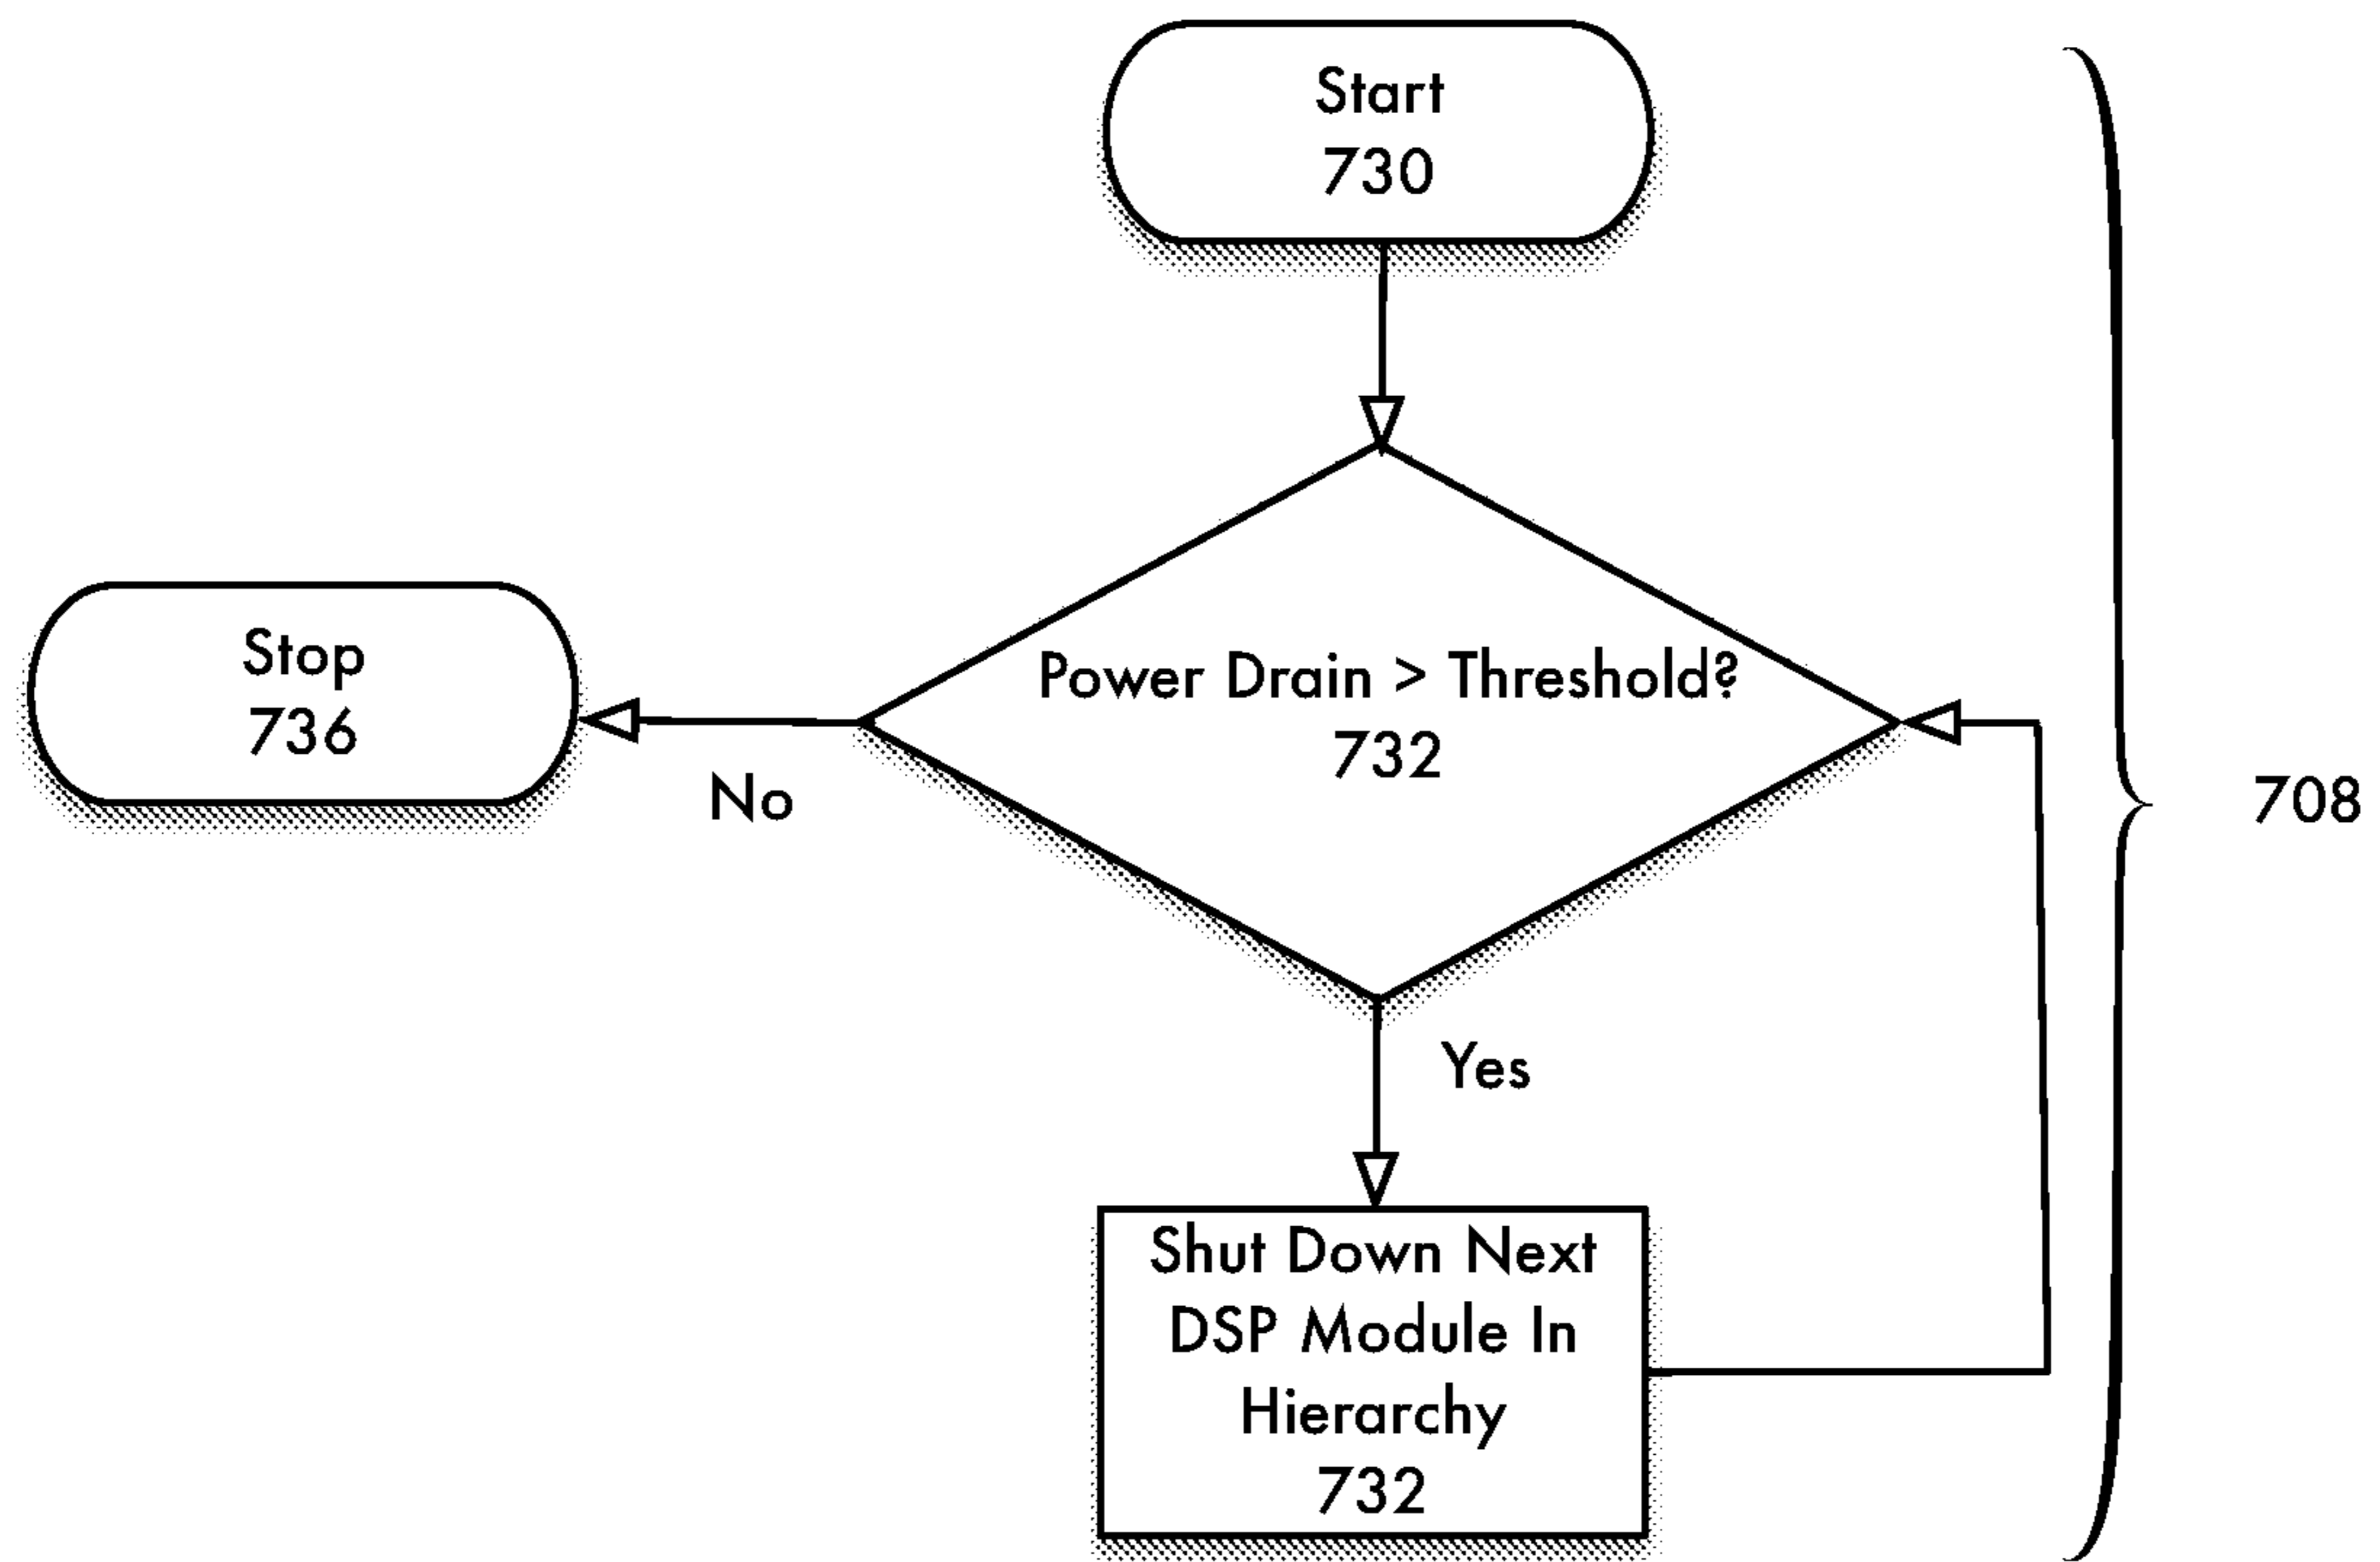 Start
730
Power Drain > Threshold?
732
Stop
736
No
708
Yes
Shut Down Next
DSP Module In
Hierarchy
732